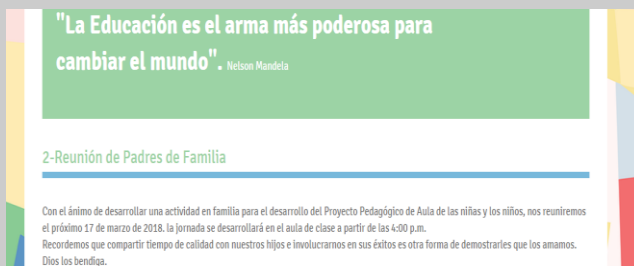 "La Educación es el arma más poderosa para
cambiar el mundo". Nelson Mandela
2-Reunión de Padres de Familia
Con el ánimo de desarrollar una actividad en familia para el desarrollo del Proyecto Pedagógico de Aula de las niñas y los niños, nos reuniremos
el próximo 17 de marzo de 2018. la jornada se desarrollará en el aula de clase a partir de las 4:00 p.m.
Recordemos que compartir tiempo de calidad con nuestros hijos e involucrarnos en sus éxitos es otra forma de demostrarles que los amamos.
Dios los bendiga.